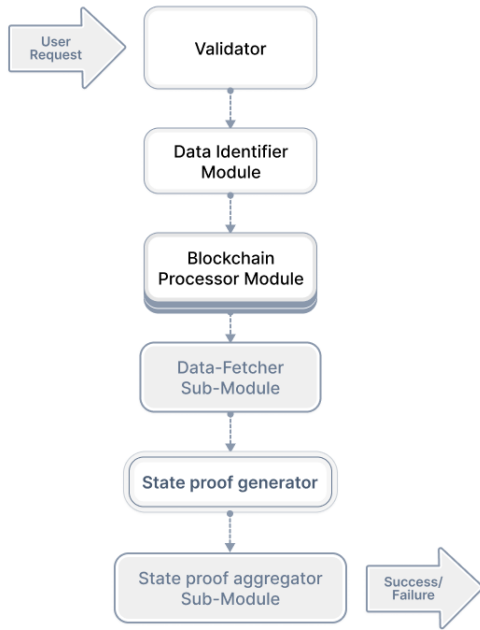 User
Request
Validator
Data Identifier
Module
Blockchain
Processor Module
Data-Fetcher
Sub-Module
State proof generator
State proof aggregator
Sub-Module
Success/
Failure